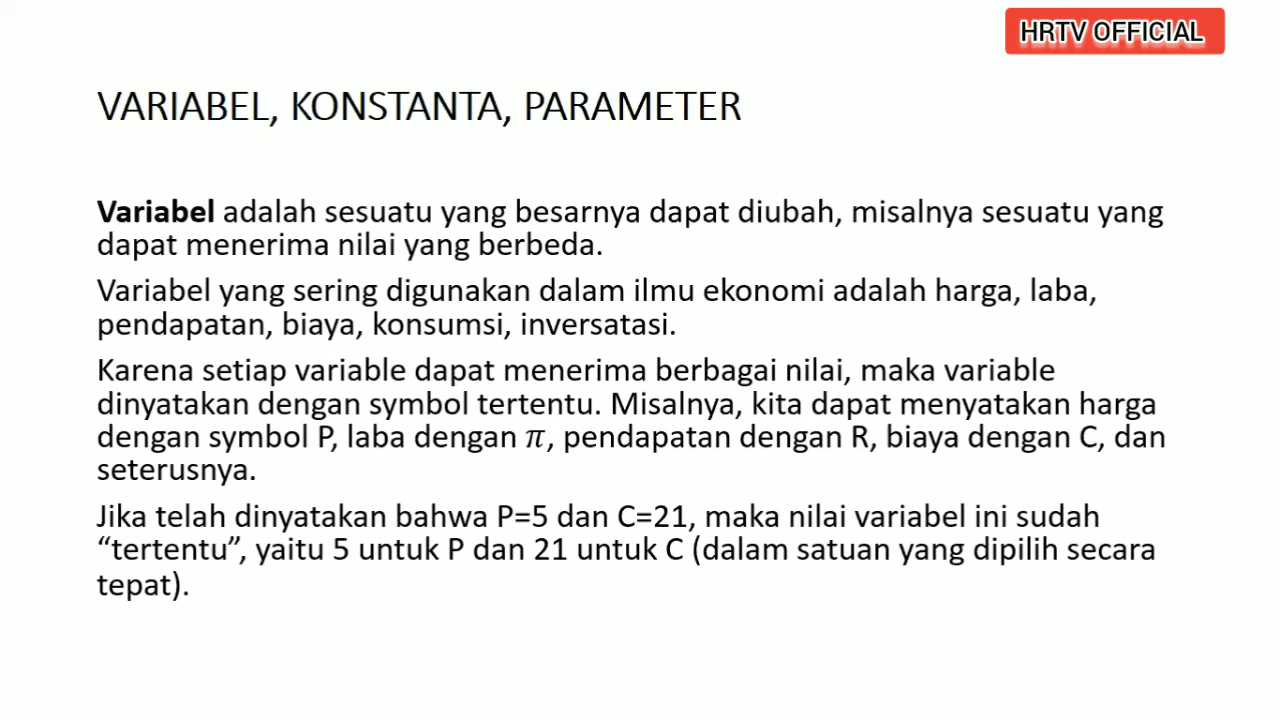 HRTV OFFICIAL
VARIABEL, KONSTANTA, PARAMETER
Variabel adalah sesuatu yang besarnya dapat diubah, misalnya sesuatu yang
dapat menerima nilai yang berbeda.
Variabel yang sering digunakan dalam ilmu ekonomi adalah harga, laba,
pendapatan, biaya, konsumsi, inversatasi.
Karena setiap variable dapat menerima berbagai nilai, maka variable
dinyatakan dengan symbol tertentu. Misalnya, kita dapat menyatakan harga
dengan symbol P, laba dengan 𝜋, pendapatan dengan R, biaya dengan C, dan
seterusnya.
Jika telah dinyatakan bahwa P=5 dan C=21, maka nilai variabel ini sudah
“tertentu”, yaitu 5 untuk P dan 21 untuk C (dalam satuan yang dipilih secara
tepat).